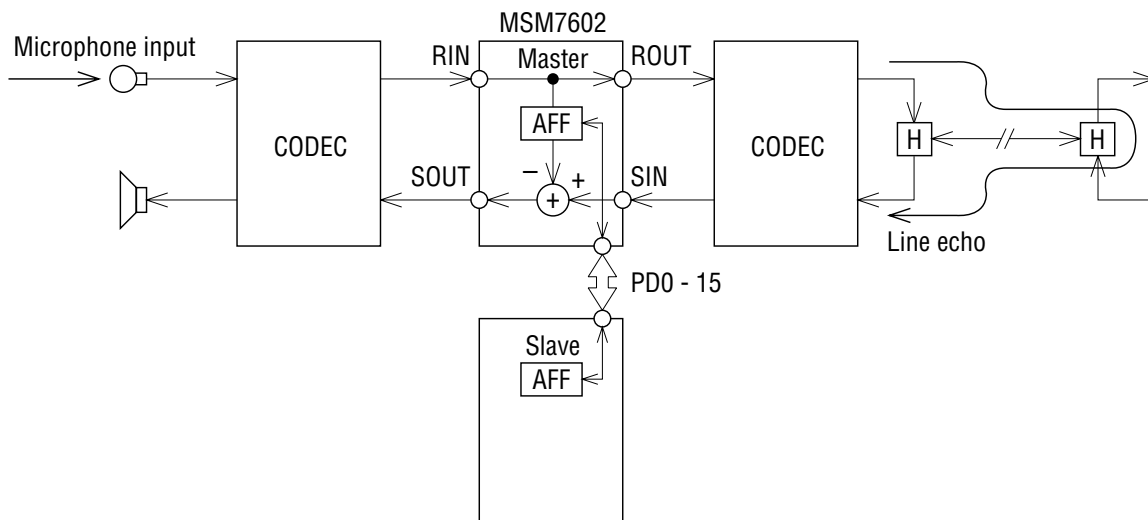 MSM7602
Microphone input
RIN
Master
ROUT
AFF
CODEC
CODEC
H
H
SOUT
−
+
+
SIN
Line echo
PD0 - 15
Slave
AFF